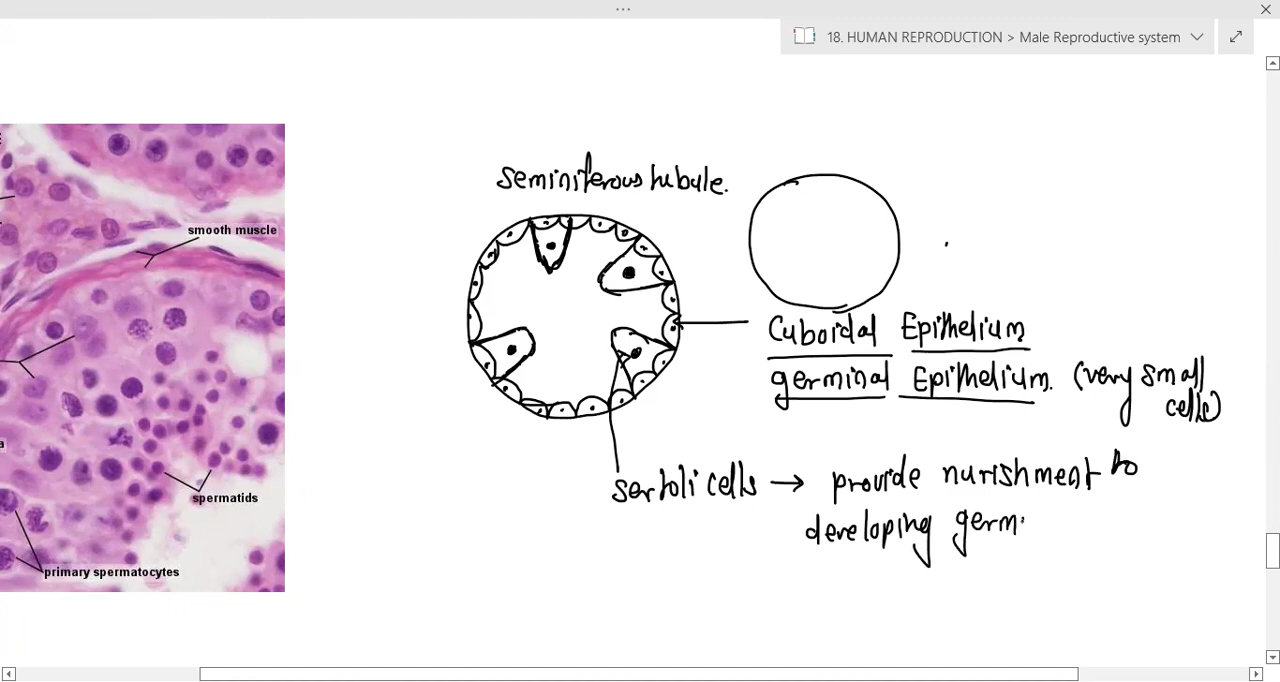 18. HUMAN REPRODUCTION > Male Reproductive system
smooth muscle
spermatids
primary spermatocytes
Seminiferous tubule.
Cuboidal Epithelium
germinal Epithelium. (very small
cells)
sertoli cells → provide nurishment to
developing germ